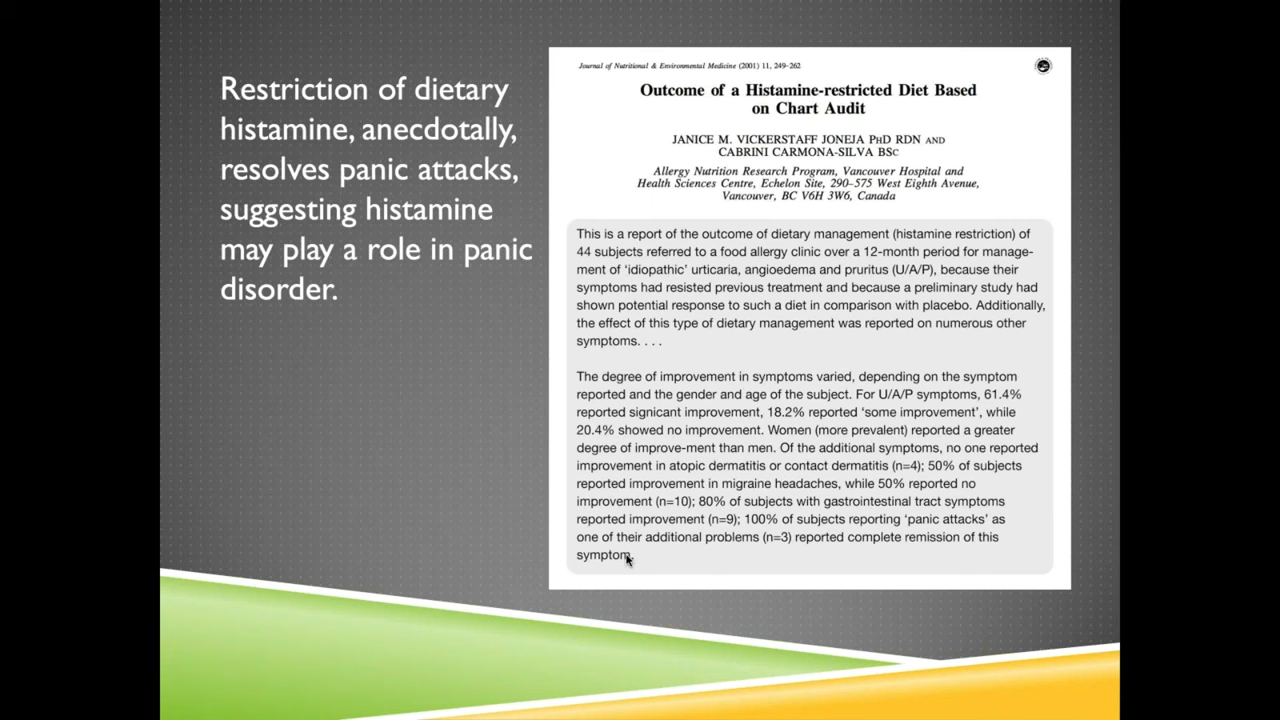 Restriction of dietary
histamine, anecdotally,
resolves panic attacks,
suggesting histamine
may play a role in panic
disorder.
Journal of Nutritional & Environmental Medicine (2001) 11, 249–262
Outcome of a Histamine-restricted Diet Based
on Chart Audit
JANICE M. VICKERSTAFF JONEJA PHD RDN AND
CABRINI CARMONA-SILVA BSC
Allergy Nutrition Research Program, Vancouver Hospital and
Health Sciences Centre, Echelon Site, 290–575 West Eighth Avenue,
Vancouver, BC V6H 3W6, Canada
This is a report of the outcome of dietary management (histamine restriction) of
44 subjects referred to a food allergy clinic over a 12-month period for manage-
ment of ‘idiopathic’ urticaria, angioedema and pruritus (U/A/P), because their
symptoms had resisted previous treatment and because a preliminary study had
shown potential response to such a diet in comparison with placebo. Additionally,
the effect of this type of dietary management was reported on numerous other
symptoms. . . .
The degree of improvement in symptoms varied, depending on the symptom
reported and the gender and age of the subject. For U/A/P symptoms, 61.4%
reported signicant improvement, 18.2% reported ‘some improvement’, while
20.4% showed no improvement. Women (more prevalent) reported a greater
degree of improve-ment than men. Of the additional symptoms, no one reported
improvement in atopic dermatitis or contact dermatitis (n=4); 50% of subjects
reported improvement in migraine headaches, while 50% reported no
improvement (n=10); 80% of subjects with gastrointestinal tract symptoms
reported improvement (n=9); 100% of subjects reporting ‘panic attacks’ as
one of their additional problems (n=3) reported complete remission of this
symptom.